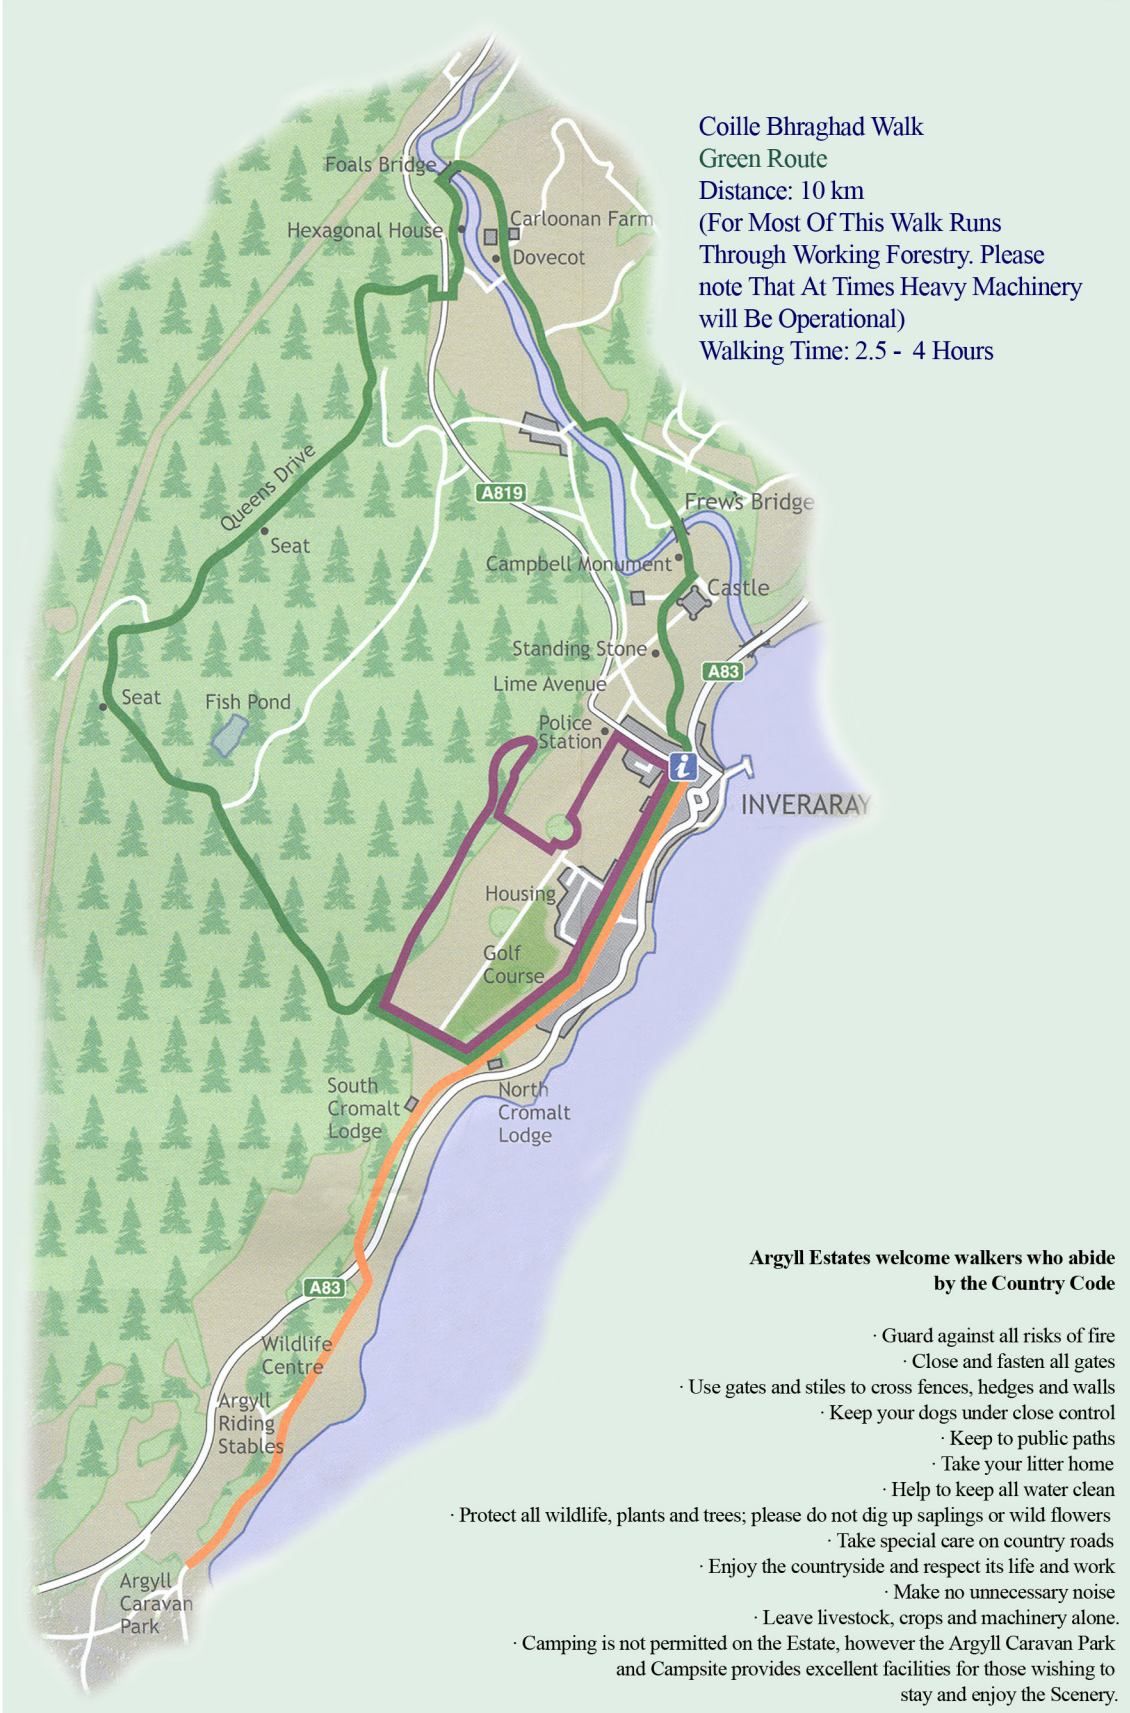 Coille Bhraghad Walk
Green Route
Distance: 10 km
(For Most Of This Walk Runs
Through Working Forestry. Please
note That At Times Heavy Machinery
will Be Operational)
Walking Time: 2.5 - 4 Hours
Foals Bridge
Hexagonal House
Carloonan Farm
Dovecot
Queens Drive
Seat
A819
Frew's Bridge
Campbell Monument
Castle
Standing Stone
A83
Lime Avenue
Seat
Fish Pond
Police
Station
i
INVERARAY
Housing
Golf
Course
South
Cromalt
Lodge
North
Cromalt
Lodge
A83
Wildlife
Centre
Argyll
Riding
Stables
Argyll
Caravan
Park
Argyll Estates welcome walkers who abide
by the Country Code
· Guard against all risks of fire
· Close and fasten all gates
· Use gates and stiles to cross fences, hedges and walls
· Keep your dogs under close control
· Keep to public paths
· Take your litter home
· Help to keep all water clean
· Protect all wildlife, plants and trees; please do not dig up saplings or wild flowers
· Take special care on country roads
· Enjoy the countryside and respect its life and work
· Make no unnecessary noise
· Leave livestock, crops and machinery alone.
· Camping is not permitted on the Estate, however the Argyll Caravan Park
and Campsite provides excellent facilities for those wishing to
stay and enjoy the Scenery.